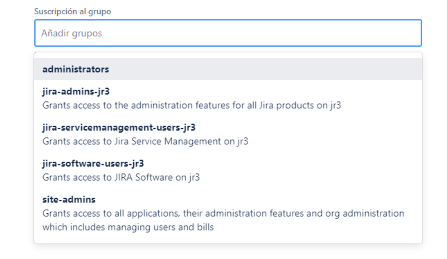 Suscripción al grupo
Añadir grupos
administrators
jira-admins-jr3
Grants access to the administration features for all Jira products on jr3
jira-servicemanagement-users-jr3
Grants access to Jira Service Management on jr3
jira-software-users-jr3
Grants access to JIRA Software on jr3
site-admins
Grants access to all applications, their administration features and org administration
which includes managing users and bills